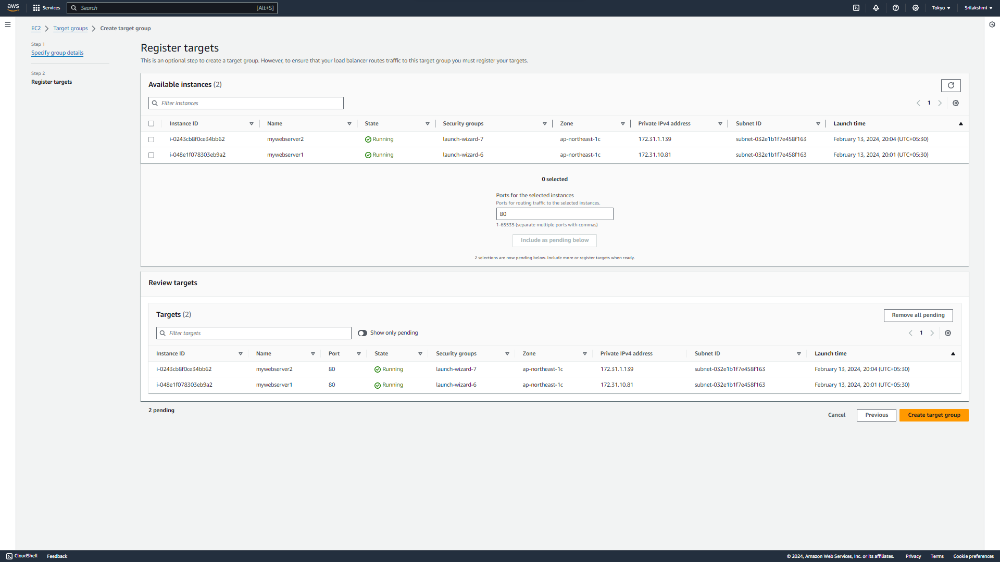 aws Services Search [Alt+S] Tokyo Srilakshmi
EC2 Target groups Create target group
Step 1
Specify group details
Step 2
Register targets
Register targets
This is an optional step to create a target group. However, to ensure that your load balancer routes traffic to this target group you must register your targets.
Available instances (2)
Filter instances
1
Instance ID Name State Security groups Zone Private IPv4 address Subnet ID Launch time
i-0243cb8f0ce34bb62 mywebserver2 Running launch-wizard-7 ap-northeast-1c 172.31.1.139 subnet-032e1b1f7e458f163 February 13, 2024, 20:04 (UTC+05:30)
i-048e1f078303eb9a2 mywebserver1 Running launch-wizard-6 ap-northeast-1c 172.31.10.81 subnet-032e1b1f7e458f163 February 13, 2024, 20:01 (UTC+05:30)
0 selected
Ports for the selected instances
Ports for routing traffic to the selected instances.
80
1-65535 (separate multiple ports with commas)
Include as pending below
2 selections are now pending below. Include more or register targets when ready.
Review targets
Targets (2)
Remove all pending
Filter targets Show only pending
1
Instance ID Name Port State Security groups Zone Private IPv4 address Subnet ID Launch time
i-0243cb8f0ce34bb62 mywebserver2 80 Running launch-wizard-7 ap-northeast-1c 172.31.1.139 subnet-032e1b1f7e458f163 February 13, 2024, 20:04 (UTC+05:30)
i-048e1f078303eb9a2 mywebserver1 80 Running launch-wizard-6 ap-northeast-1c 172.31.10.81 subnet-032e1b1f7e458f163 February 13, 2024, 20:01 (UTC+05:30)
2 pending
Cancel Previous Create target group
CloudShell Feedback © 2024, Amazon Web Services, Inc. or its affiliates. Privacy Terms Cookie preferences